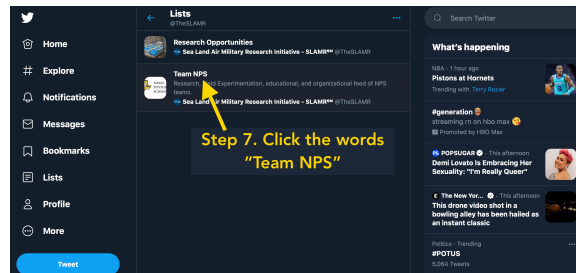 Home
Explore
Notifications
Messages
Bookmarks
Lists
Profile
More
Tweet
Lists
@TheSLAMR
Research Opportunities
Sea Land Air Military Research Initiative - SLAMR℠ @TheSLAMR
Team NPS
Research, Field Experimentation, educational, and organizational feed of NPS
teams.
Sea Land Air Military Research Initiative - SLAMR℠ @TheSLAMR
Step 7. Click the words
“Team NPS”
Search Twitter
What's happening
NBA · 1 hour ago
Pistons at Hornets
Trending with Terry Rozier
#generation
streaming rn on hbo max
Promoted by HBO Max
POPSUGAR · This afternoon
Demi Lovato Is Embracing Her
Sexuality: "I'm Really Queer"
The New Yor... · This afternoon
This drone video shot in a
bowling alley has been hailed as
an instant classic
Politics · Trending
#POTUS
5,064 Tweets